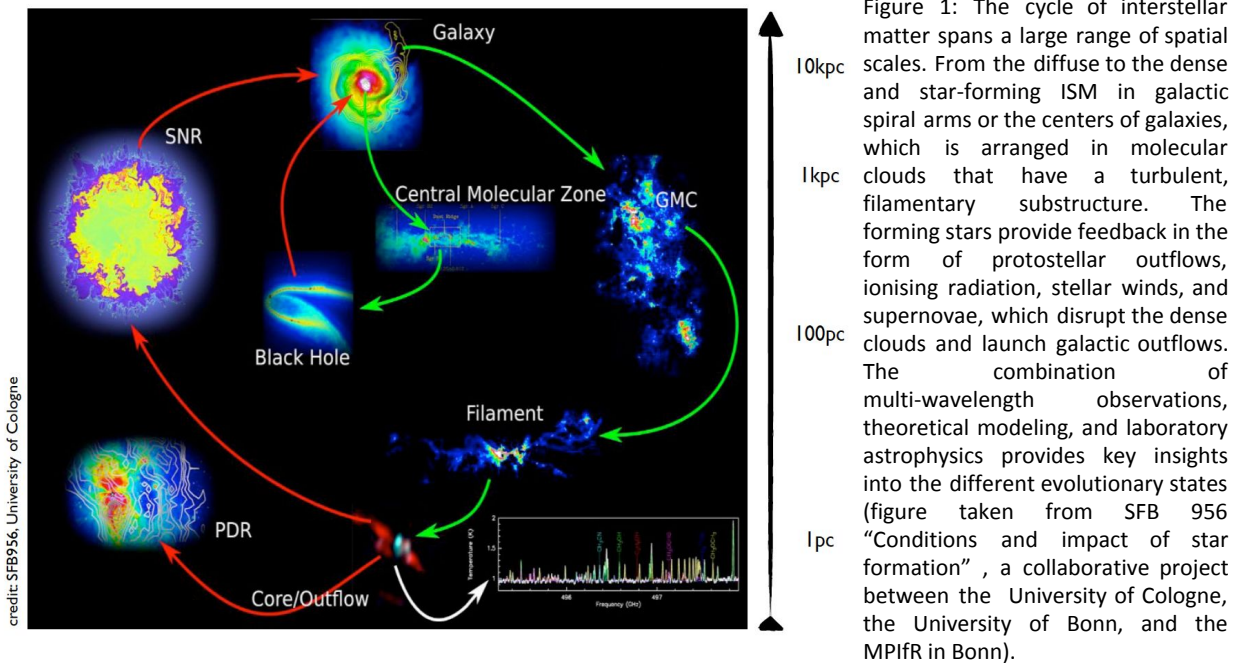 Galaxy
SNR
Central Molecular Zone
GMC
Black Hole
Filament
PDR
Core/Outflow
Temperature (K)
2
1.5
1
496
497
Frequency (GHz)
credit: SFB956, University of Cologne
10kpc
1kpc
100pc
1pc
Figure 1: The cycle of interstellar
matter spans a large range of spatial
scales. From the diffuse to the dense
and star-forming ISM in galactic
spiral arms or the centers of galaxies,
which is arranged in molecular
clouds that have a turbulent,
filamentary substructure. The
forming stars provide feedback in the
form of protostellar outflows,
ionising radiation, stellar winds, and
supernovae, which disrupt the dense
clouds and launch galactic outflows.
The combination of
multi-wavelength observations,
theoretical modeling, and laboratory
astrophysics provides key insights
into the different evolutionary states
(figure taken from SFB 956
“Conditions and impact of star
formation” , a collaborative project
between the University of Cologne,
the University of Bonn, and the
MPIfR in Bonn).